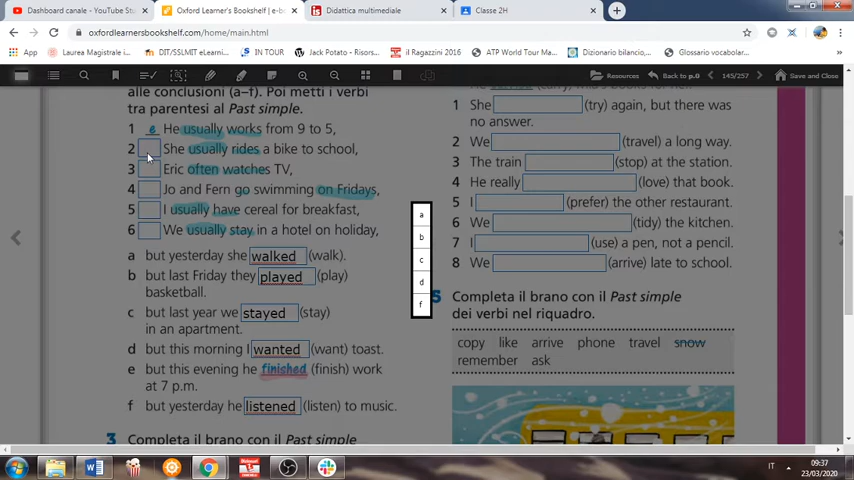 Dashboard canale - YouTube Stu
Oxford Learner's Bookshelf | e-b
Didattica multimediale
Classe 2H
oxfordlearnersbookshelf.com/home/main.html
App
Laurea Magistrale i...
DIT/SSLMIT eLearni...
IN TOUR
Jack Potato - Risors...
il Ragazzini 2016
ATP World Tour Ma...
Dizionario bilancio,...
Glossario vocabolar...
Resources
Back to p.0
145/257
Save and Close
alle conclusioni (a–f). Poi metti i verbi
tra parentesi al Past simple.
1 e He usually works from 9 to 5,
2 She usually rides a bike to school,
3 Eric often watches TV,
4 Jo and Fern go swimming on Fridays,
5 I usually have cereal for breakfast,
6 We usually stay in a hotel on holiday,
a but yesterday she walked (walk).
b but last Friday they played (play)
basketball.
c but last year we stayed (stay)
in an apartment.
d but this morning I wanted (want) toast.
e but this evening he finished (finish) work
at 7 p.m.
f but yesterday he listened (listen) to music.
3 Completa il brano con il Past simple
a
b
c
d
f
1 She (try) again, but there was
no answer.
2 We (travel) a long way.
3 The train (stop) at the station.
4 He really (love) that book.
5 I (prefer) the other restaurant.
6 We (tidy) the kitchen.
7 I (use) a pen, not a pencil.
8 We (arrive) late to school.
5 Completa il brano con il Past simple
dei verbi nel riquadro.
copy like arrive phone travel snow
remember ask
IT
09:37
23/03/2020